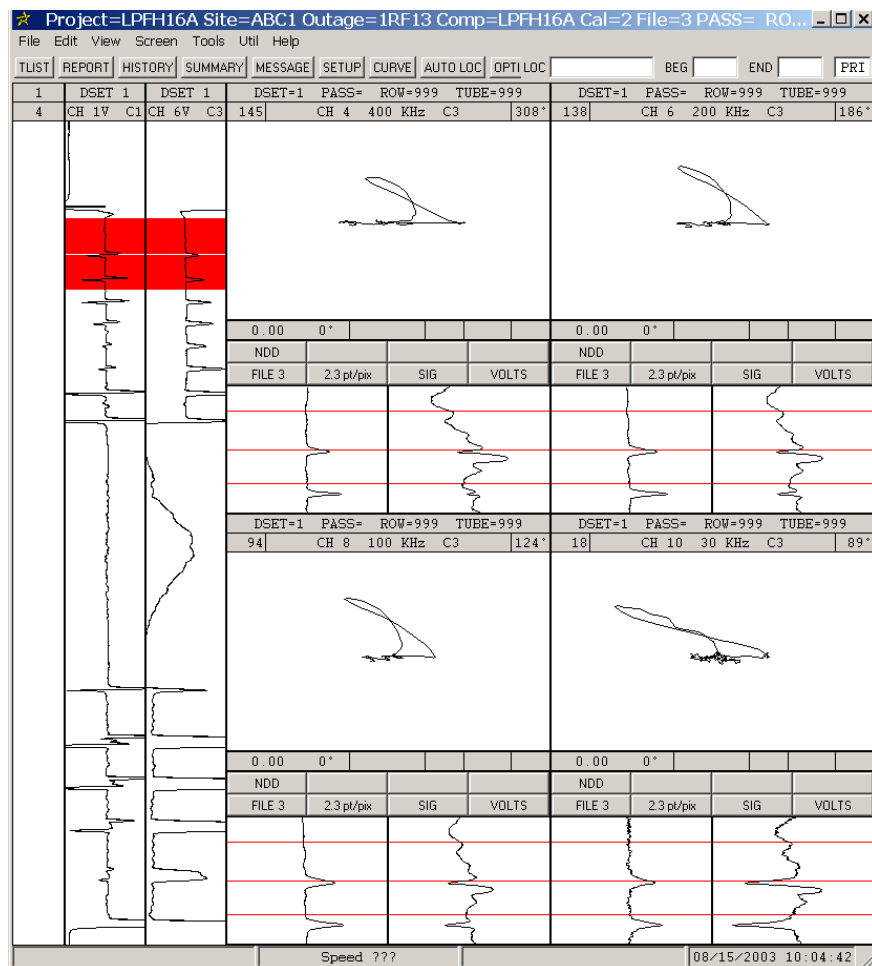 Project=LPFH16A Site=ABC1 Outage=1RF13 Comp=LPFH16A Cal=2 File=3 PASS= RO...
File Edit View Screen Tools Util Help
TLIST REPORT HISTORY SUMMARY MESSAGE SETUP CURVE AUTO LOC OPTI LOC BEG END PRI
1 DSET 1 DSET 1 DSET=1 PASS= ROW=999 TUBE=999 DSET=1 PASS= ROW=999 TUBE=999
4 CH 1V C1 CH 6V C3 145 CH 4 400 KHz C3 308° 138 CH 6 200 KHz C3 186°
0.00 0° 0.00 0°
NDD NDD
FILE 3 2.3 pt/pix SIG VOLTS FILE 3 2.3 pt/pix SIG VOLTS
DSET=1 PASS= ROW=999 TUBE=999 DSET=1 PASS= ROW=999 TUBE=999
94 CH 8 100 KHz C3 124° 18 CH 10 30 KHz C3 89°
0.00 0° 0.00 0°
NDD NDD
FILE 3 2.3 pt/pix SIG VOLTS FILE 3 2.3 pt/pix SIG VOLTS
Speed ??? 08/15/2003 10:04:42